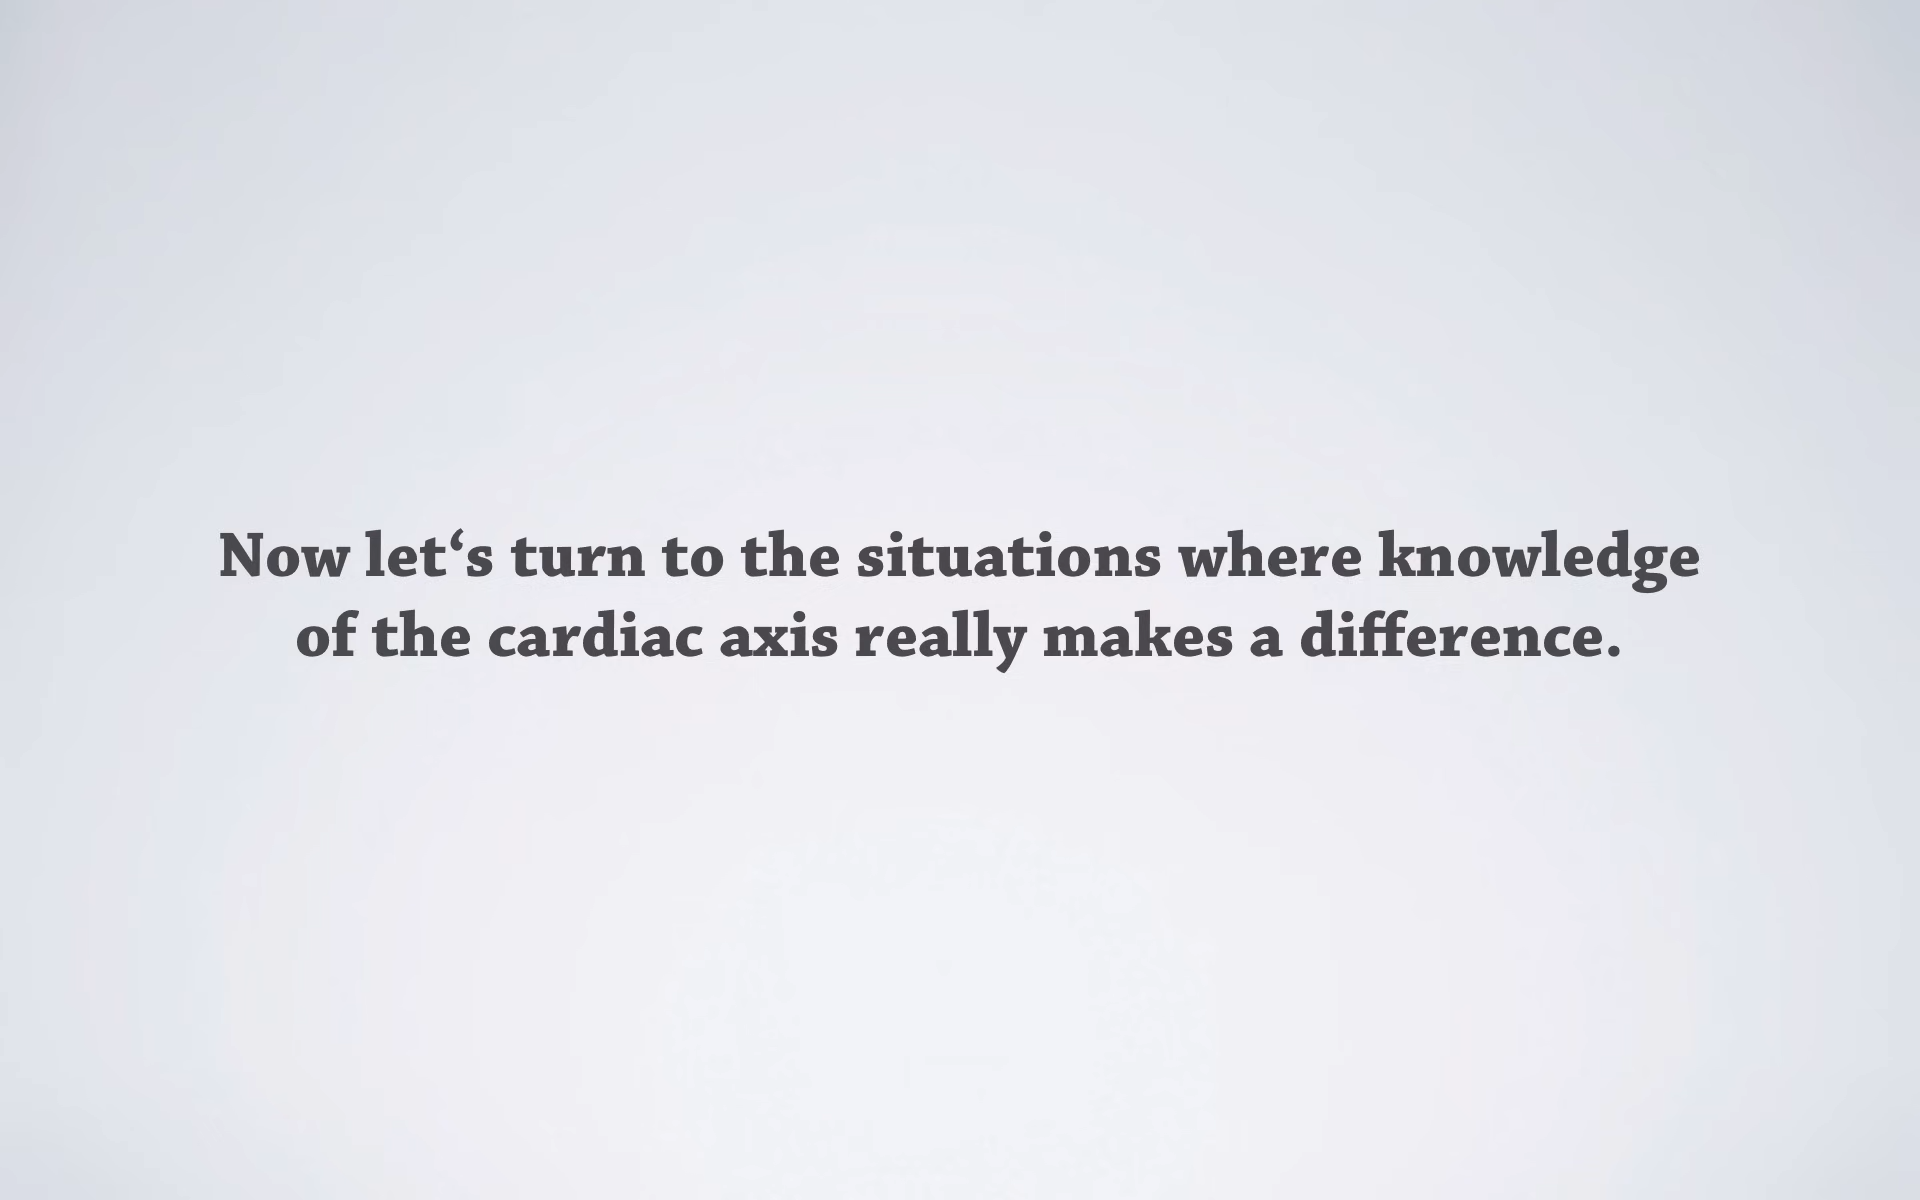 Now let‘s turn to the situations where knowledge
of the cardiac axis really makes a difference.